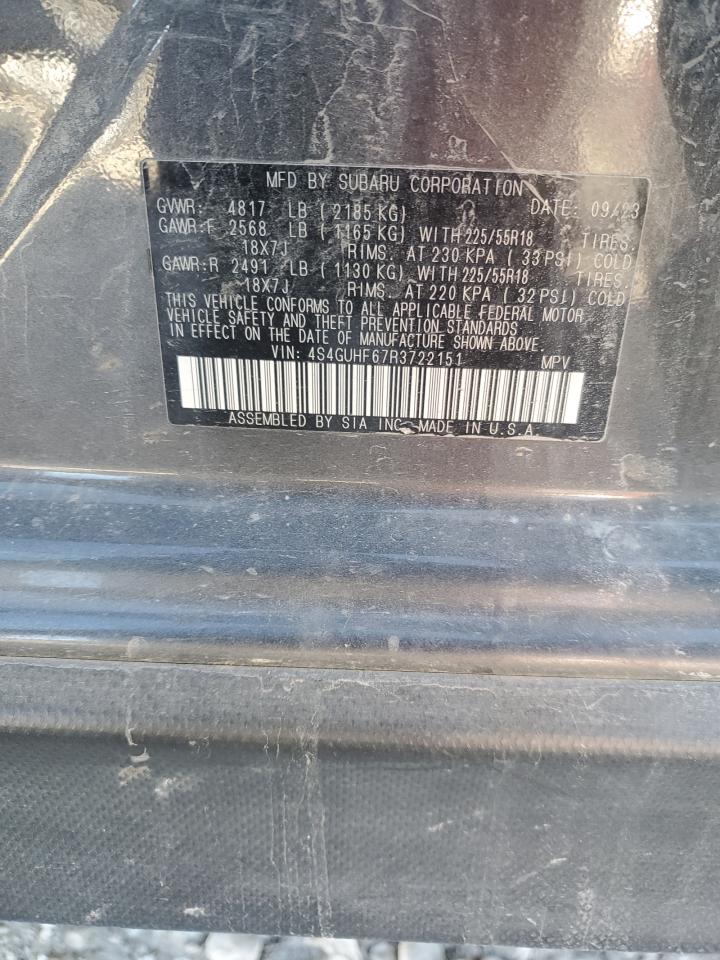 MFD BY SUBARU CORPORATION
GVWR: 4817 LB ( 2185 KG) DATE: 09/23
GAWR:F 2568 LB ( 1165 KG) WITH 225/55R18 TIRES.
18X7J RIMS. AT 230 KPA ( 33 PSI) COLD
GAWR:R 2491 LB ( 1130 KG) WITH 225/55R18 TIRES.
18X7J RIMS. AT 220 KPA ( 32 PSI) COLD
THIS VEHICLE CONFORMS TO ALL APPLICABLE FEDERAL MOTOR
VEHICLE SAFETY AND THEFT PREVENTION STANDARDS
IN EFFECT ON THE DATE OF MANUFACTURE SHOWN ABOVE.
VIN: 4S4GUHF67R3722151 MPV
ASSEMBLED BY SIA INC. MADE IN U.S.A.